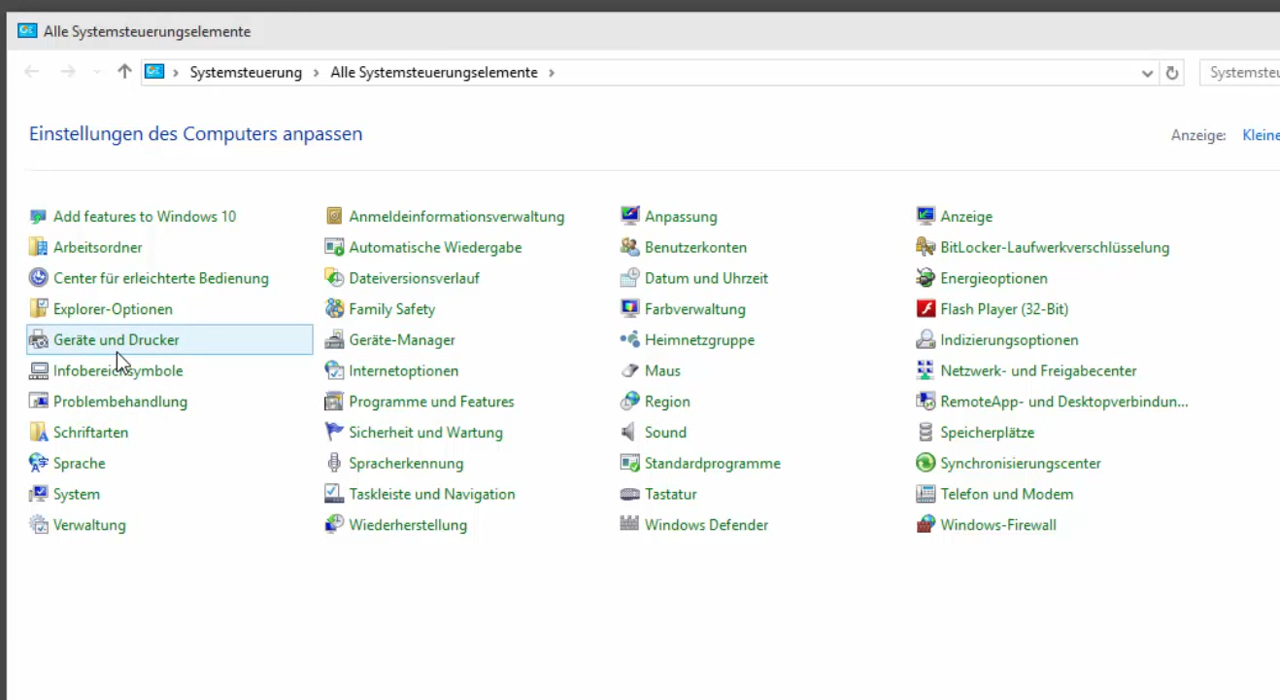 Alle Systemsteuerungselemente
Systemsteuerung › Alle Systemsteuerungselemente ›
Einstellungen des Computers anpassen
Anzeige:
Add features to Windows 10 Anmeldeinformationsverwaltung Anpassung Anzeige
Arbeitsordner Automatische Wiedergabe Benutzerkonten BitLocker-Laufwerkverschlüsselung
Center für erleichterte Bedienung Dateiversionsverlauf Datum und Uhrzeit Energieoptionen
Explorer-Optionen Family Safety Farbverwaltung Flash Player (32-Bit)
Geräte und Drucker Geräte-Manager Heimnetzgruppe Indizierungsoptionen
Infobereichsymbole Internetoptionen Maus Netzwerk- und Freigabecenter
Problembehandlung Programme und Features Region RemoteApp- und Desktopverbindun...
Schriftarten Sicherheit und Wartung Sound Speicherplätze
Sprache Spracherkennung Standardprogramme Synchronisierungscenter
System Taskleiste und Navigation Tastatur Telefon und Modem
Verwaltung Wiederherstellung Windows Defender Windows-Firewall